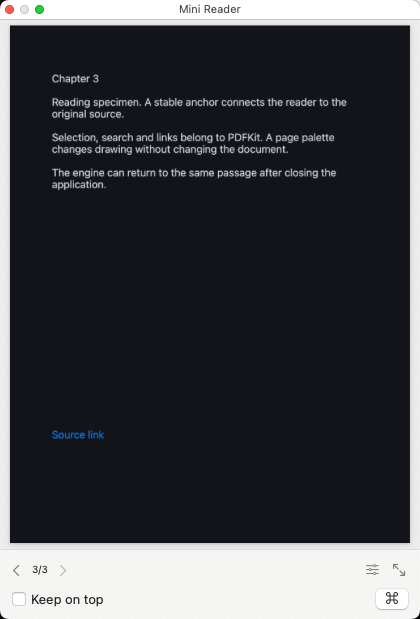 Mini Reader
Chapter 3
Reading specimen. A stable anchor connects the reader to the
original source.
Selection, search and links belong to PDFKit. A page palette
changes drawing without changing the document.
The engine can return to the same passage after closing the
application.
Source link
3/3
Keep on top
⌘